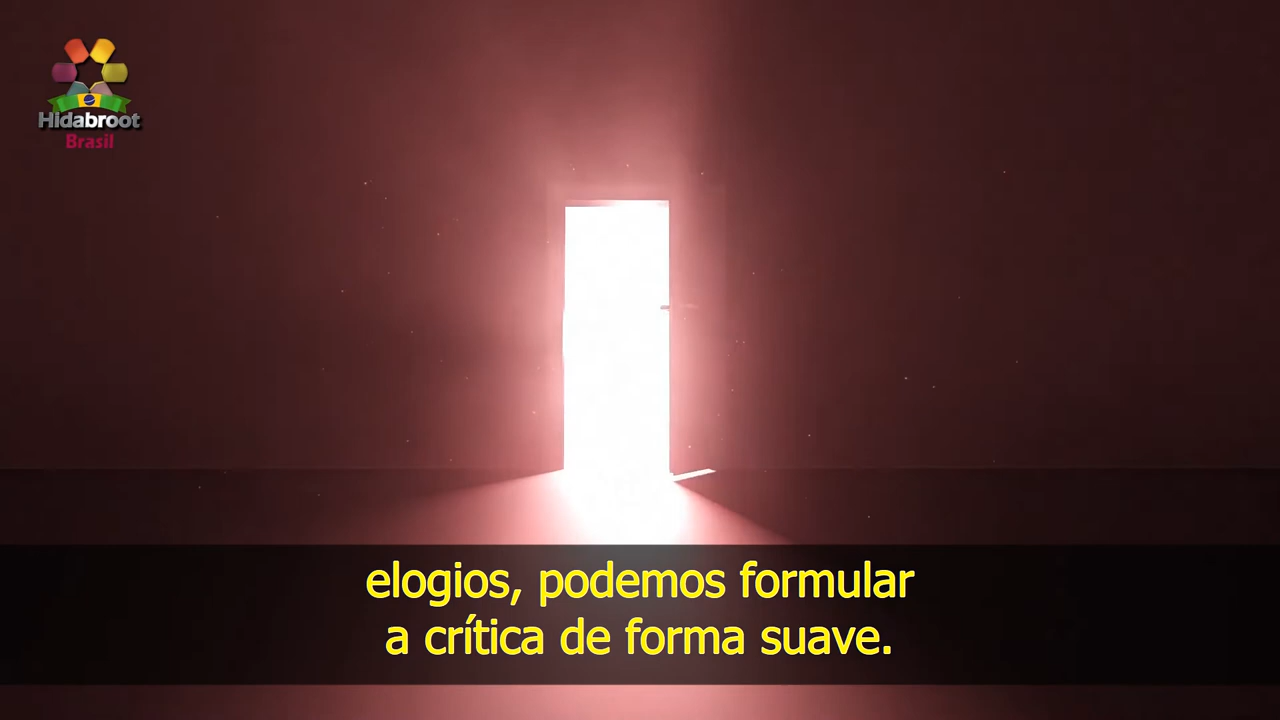 Hidabroot
Brasil
elogios, podemos formular
a crítica de forma suave.